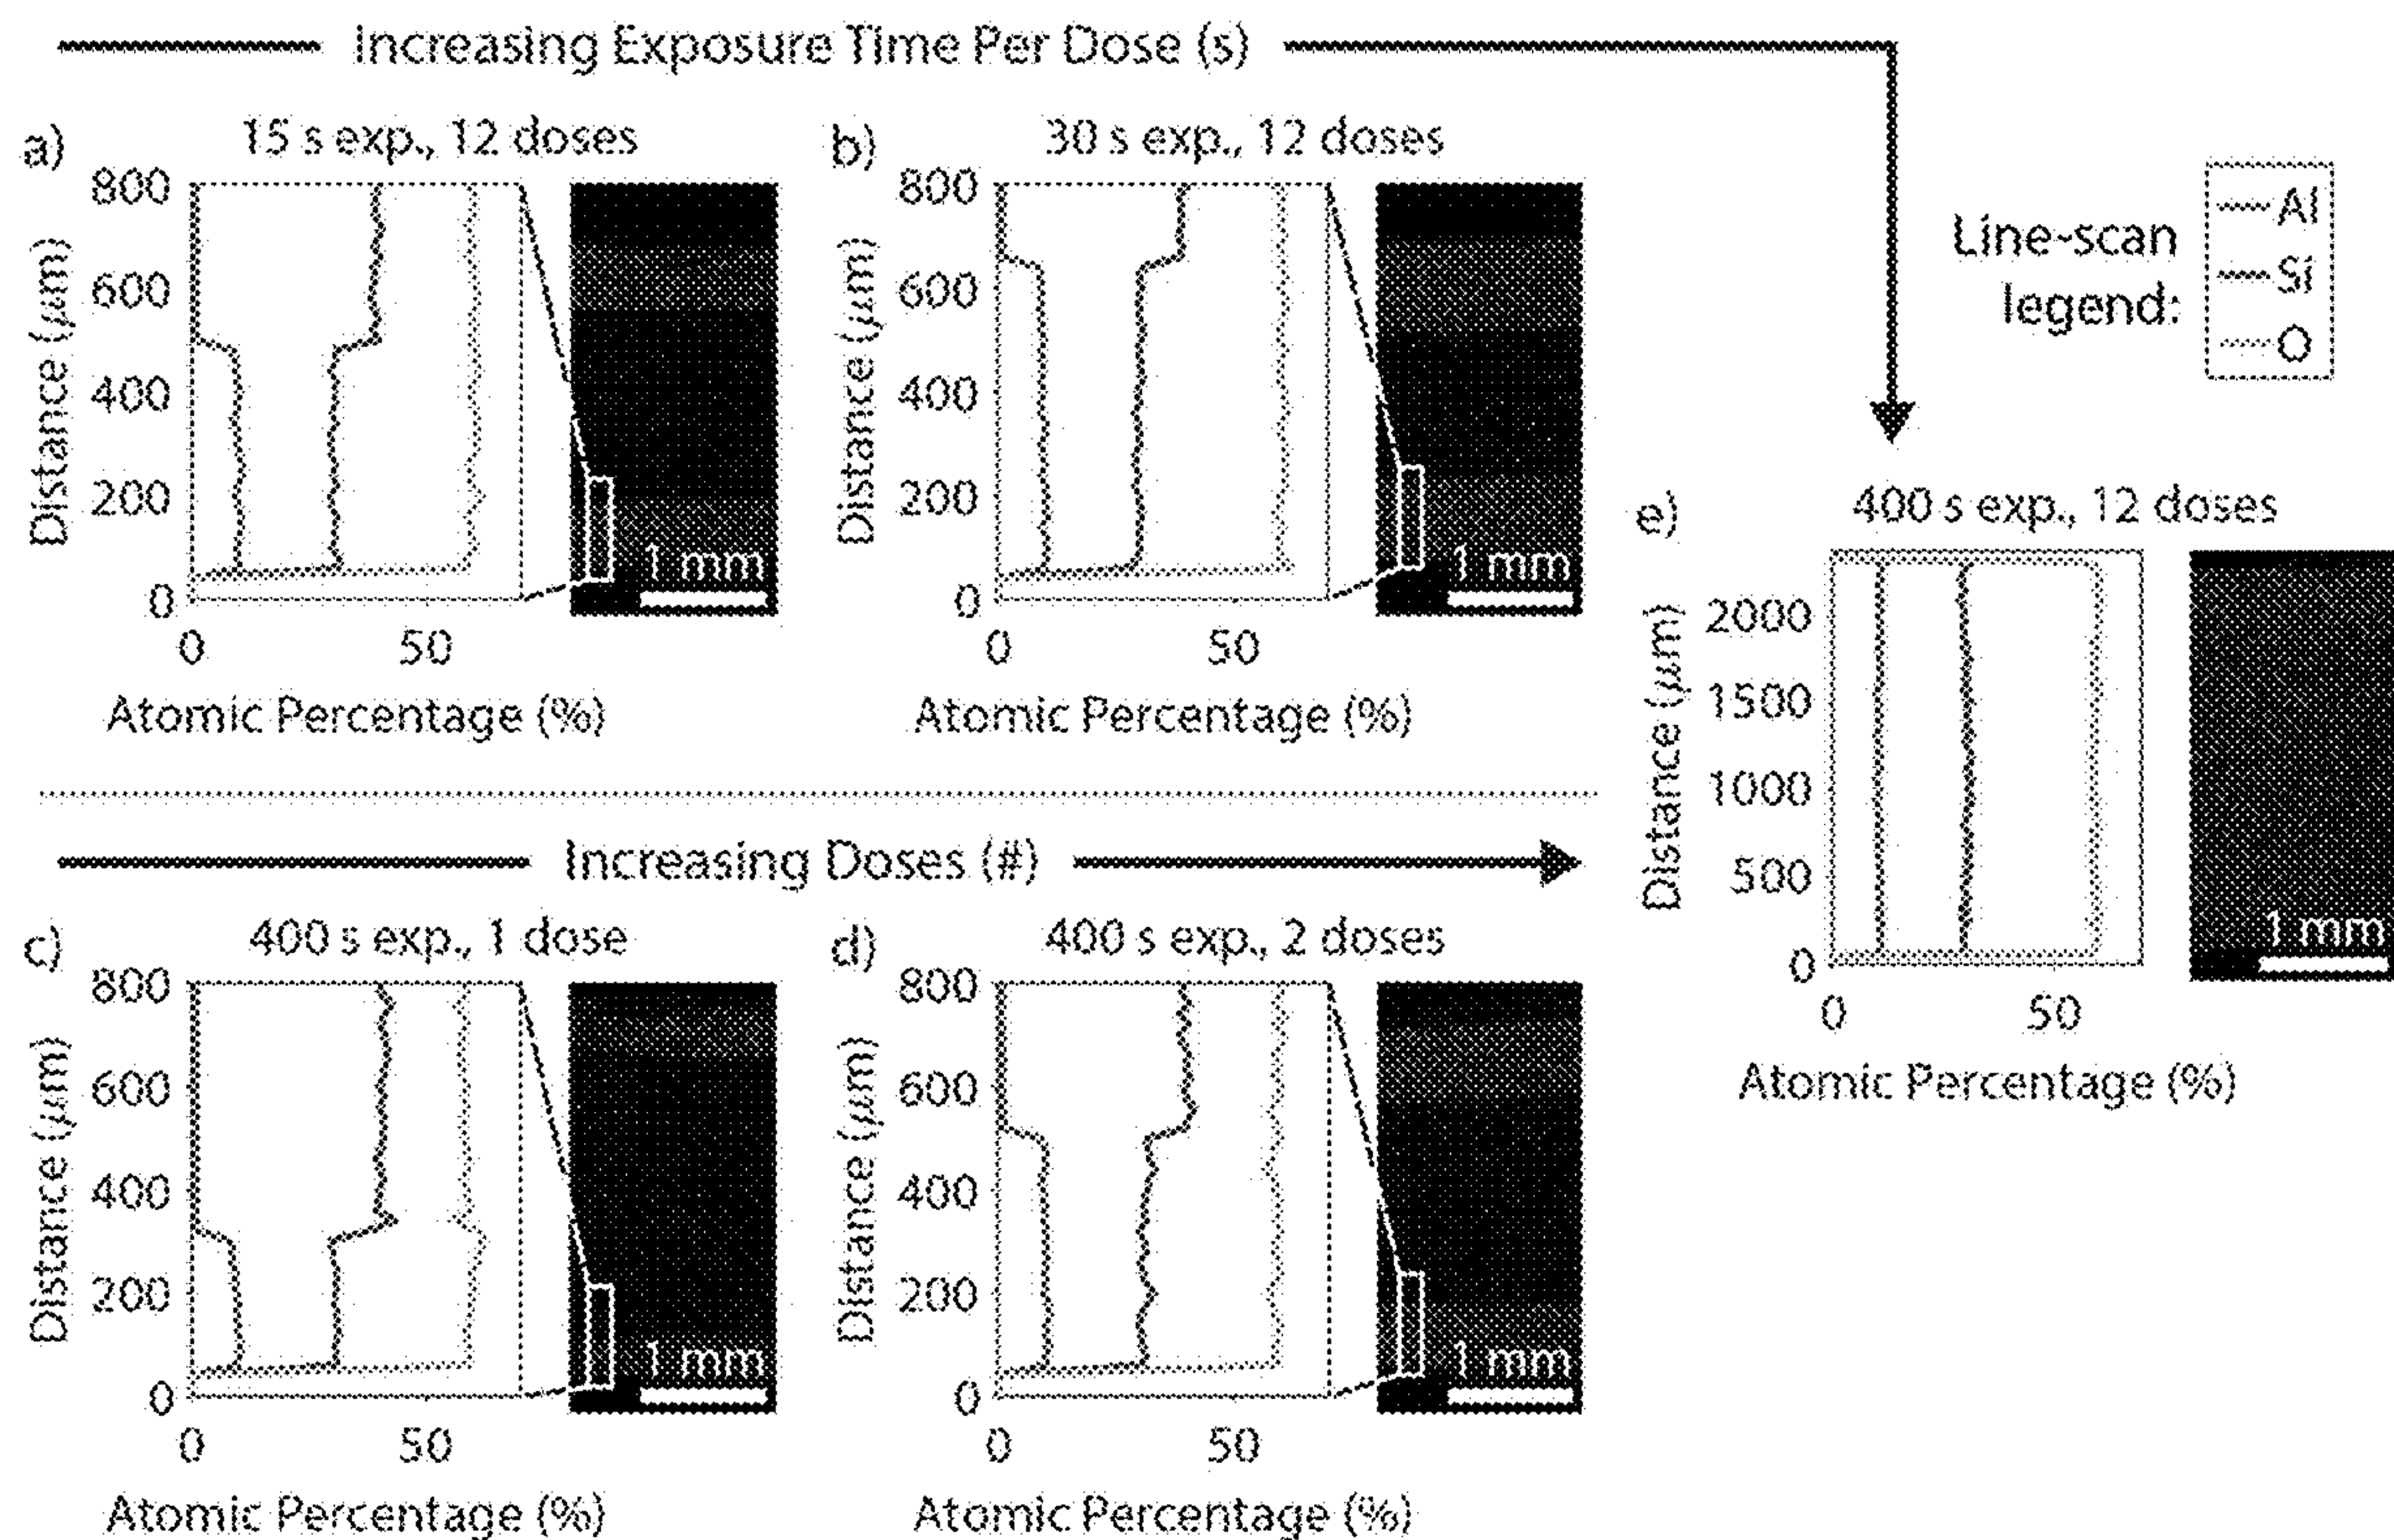 Increasing Exposure Time Per Dose (s)
a)
15 s exp., 12 doses
800
600
400
200
0
Distance (μm)
0
50
Atomic Percentage (%)
1 mm
b)
30 s exp., 12 doses
800
600
400
200
0
Distance (μm)
0
50
Atomic Percentage (%)
1 mm
Line-scan
legend:
Al
Si
O
Increasing Doses (#)
c)
400 s exp., 1 dose
800
600
400
200
0
Distance (μm)
0
50
Atomic Percentage (%)
1 mm
d)
400 s exp., 2 doses
800
600
400
200
0
Distance (μm)
0
50
Atomic Percentage (%)
1 mm
e)
400 s exp., 12 doses
2000
1500
1000
500
0
Distance (μm)
0
50
Atomic Percentage (%)
1 mm